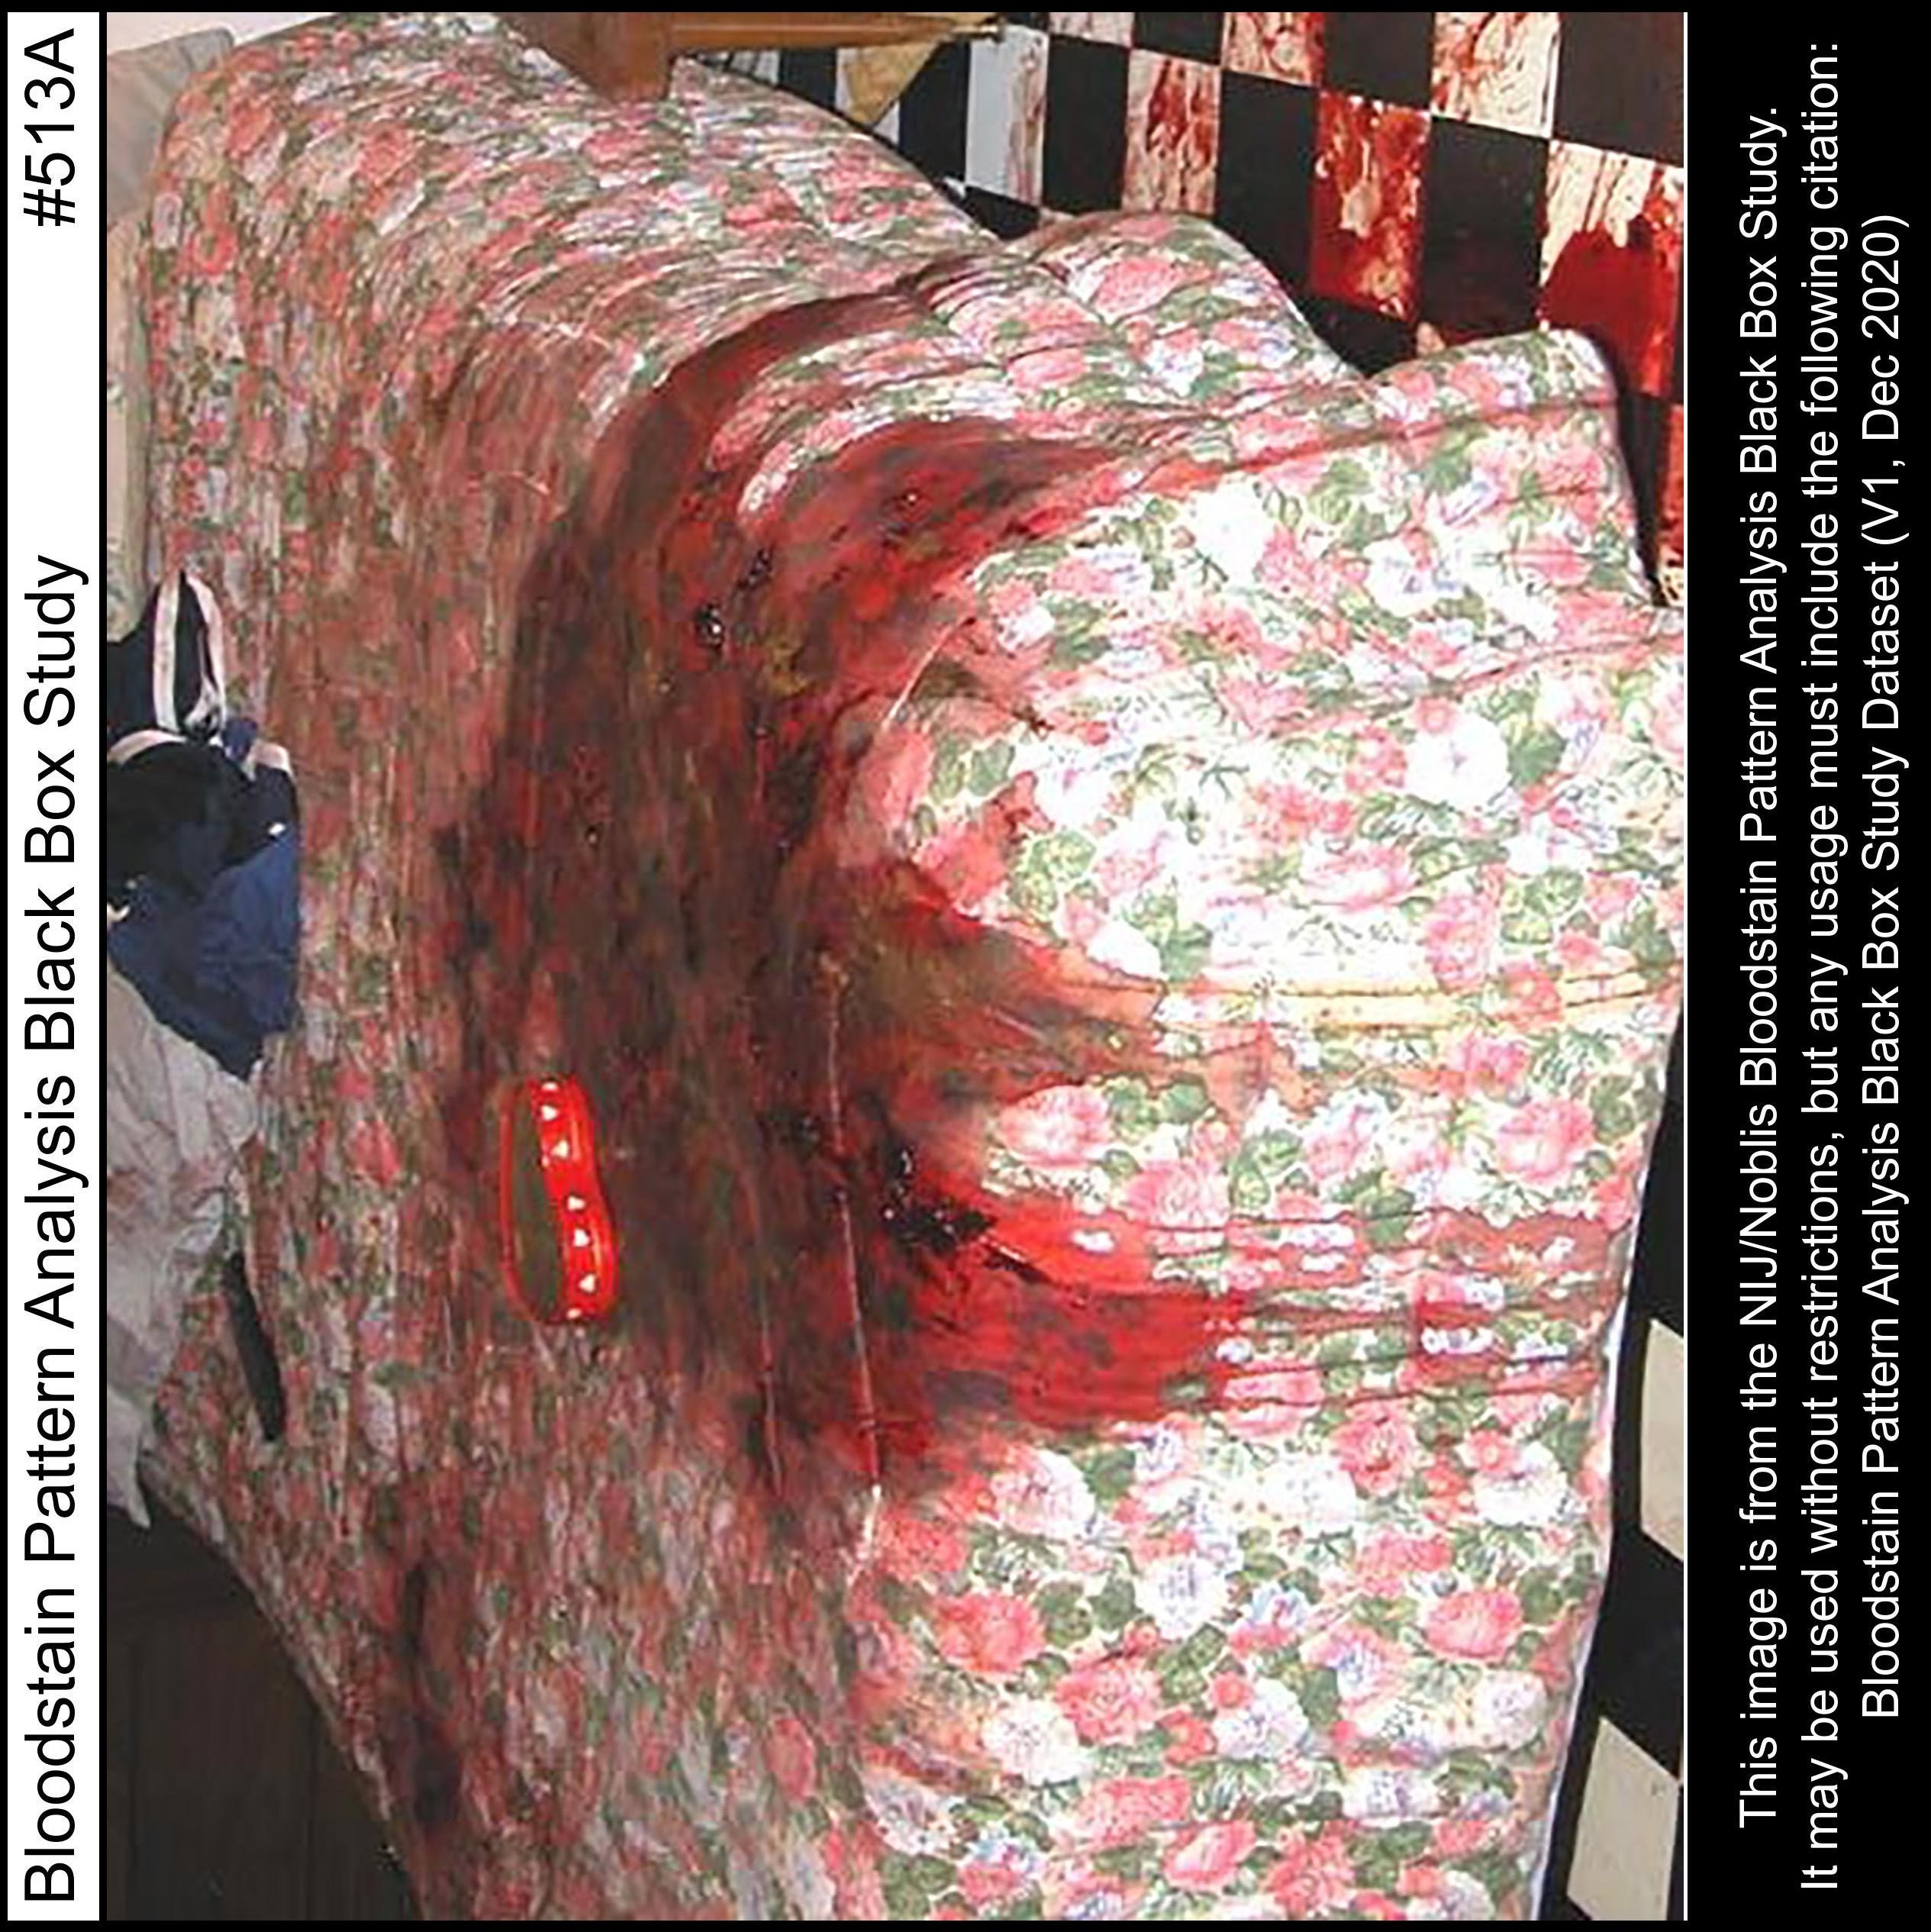 Bloodstain Pattern Analysis Black Box Study #513A
This image is from the NIJ/Noblis Bloodstain Pattern Analysis Black Box Study.
It may be used without restrictions, but any usage must include the following citation:
Bloodstain Pattern Analysis Black Box Study Dataset (V1, Dec 2020)